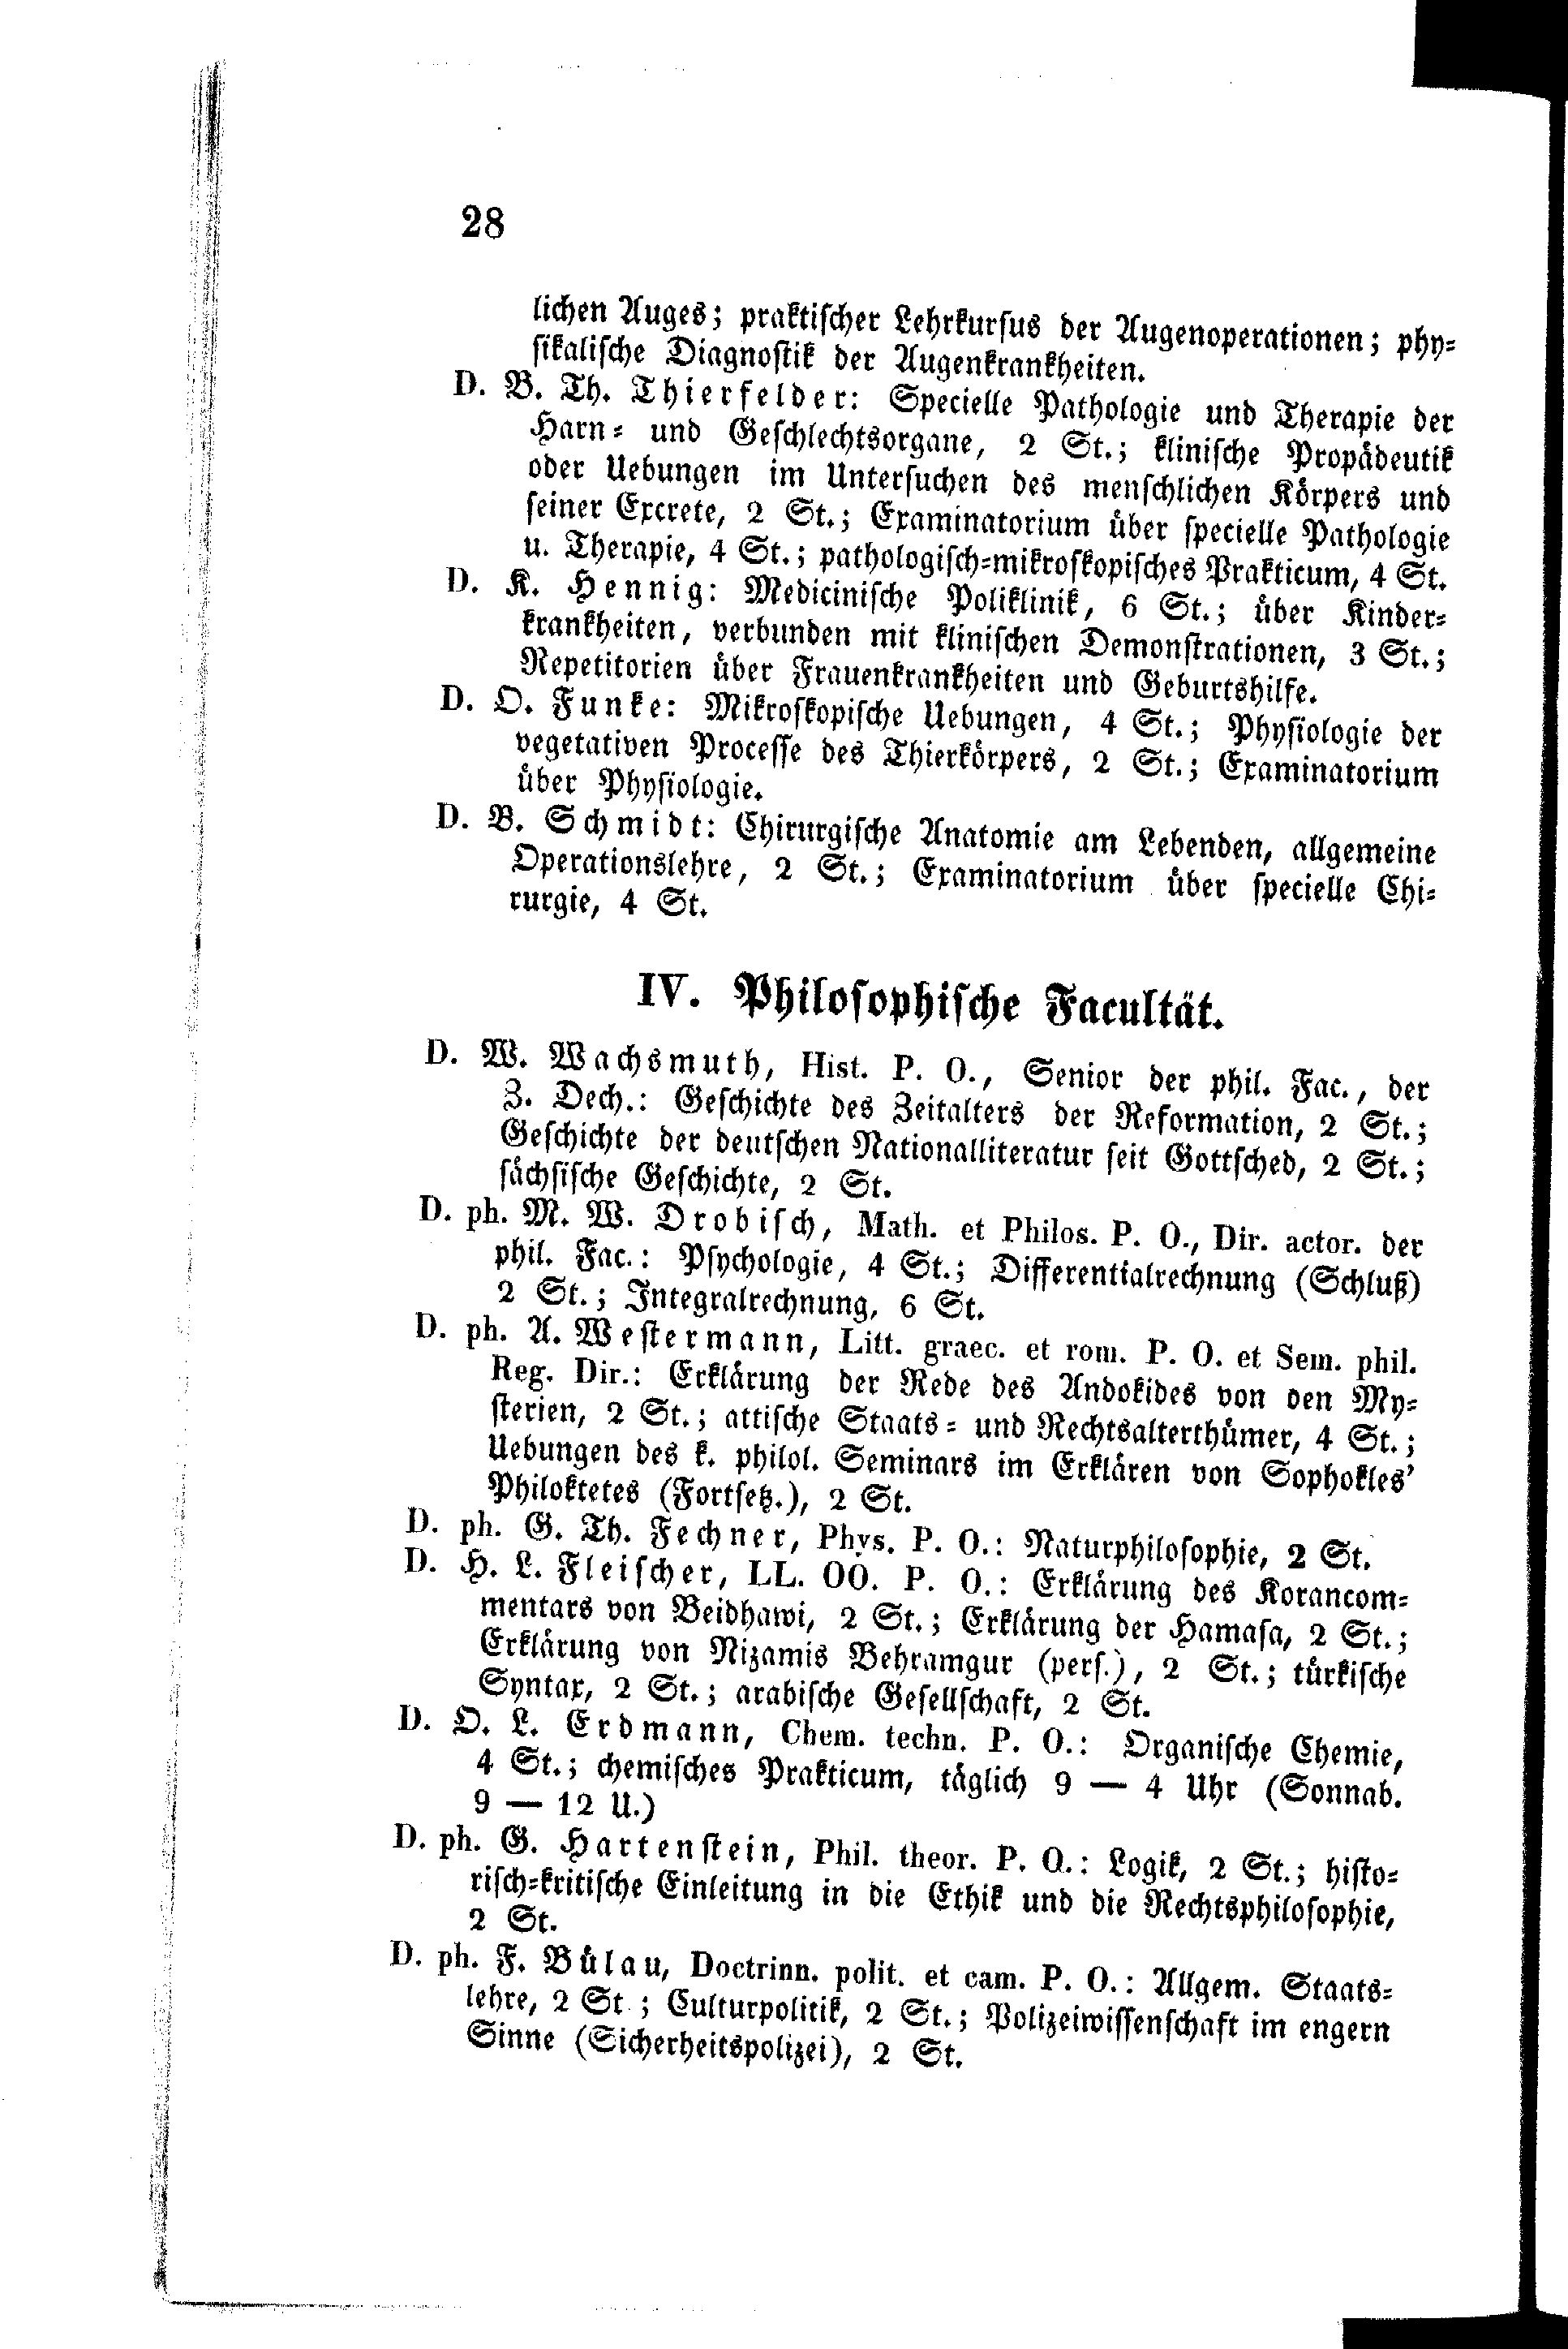 28
lichen Auges; praktischer Lehrkursus der Augenoperationen; phy-
sikalische Diagnostik der Augenkrankheiten.
D. B. Th. Thierfelder: Specielle Pathologie und Therapie der
Harn- und Geschlechtsorgane, 2 St.; klinische Propädeutik
oder Uebungen im Untersuchen des menschlichen Körpers und
seiner Excrete, 2 St.; Examinatorium über specielle Pathologie
u. Therapie, 4 St.; pathologisch-mikroskopisches Prakticum, 4 St.
D. K. Hennig: Medicinische Poliklinik, 6 St.; über Kinder-
krankheiten, verbunden mit klinischen Demonstrationen, 3 St.;
Repetitorien über Frauenkrankheiten und Geburtshilfe.
D. O. Funke: Mikroskopische Uebungen, 4 St.; Physiologie der
vegetativen Processe des Thierkörpers, 2 St.; Examinatorium
über Physiologie.
D. B. Schmidt: Chirurgische Anatomie am Lebenden, allgemeine
Operationslehre, 2 St.; Examinatorium über specielle Chi-
rurgie, 4 St.
IV. Philosophische Facultät.
D. W. Wachsmuth, Hist. P. O., Senior der phil. Fac., der
Z. Dech.: Geschichte des Zeitalters der Reformation, 2 St.;
Geschichte der deutschen Nationalliteratur seit Gottsched, 2 St.;
sächsische Geschichte, 2 St.
D. ph. M. W. Drobisch, Math. et Philos. P. O., Dir. actor. der
phil. Fac.: Psychologie, 4 St.; Differentialrechnung (Schluß)
2 St.; Integralrechnung, 6 St.
D. ph. A. Westermann, Litt. graec. et rom. P. O. et Sem. phil.
Reg. Dir.: Erklärung der Rede des Andokides von den My-
sterien, 2 St.; attische Staats- und Rechtsalterthümer, 4 St.;
Uebungen des k. philol. Seminars im Erklären von Sophokles'
Philoktetes (Fortsetz.), 2 St.
D. ph. G. Th. Fechner, Phys. P. O.: Naturphilosophie, 2 St.
D. H. L. Fleischer, LL. OO. P. O.: Erklärung des Korancom-
mentars von Beidhawi, 2 St.; Erklärung der Hamasa, 2 St.;
Erklärung von Nizamis Behramgur (pers.), 2 St.; türkische
Syntax, 2 St.; arabische Gesellschaft, 2 St.
D. O. L. Erdmann, Chem. techn. P. O.: Organische Chemie,
4 St.; chemisches Prakticum, täglich 9 — 4 Uhr (Sonnab.
9 — 12 U.)
D. ph. G. Hartenstein, Phil. theor. P. O.: Logik, 2 St.; histo-
risch-kritische Einleitung in die Ethik und die Rechtsphilosophie,
2 St.
D. ph. F. Bülau, Doctrinn. polit. et cam. P. O.: Allgem. Staats-
lehre, 2 St.; Culturpolitik, 2 St.; Polizeiwissenschaft im engern
Sinne (Sicherheitspolizei), 2 St.